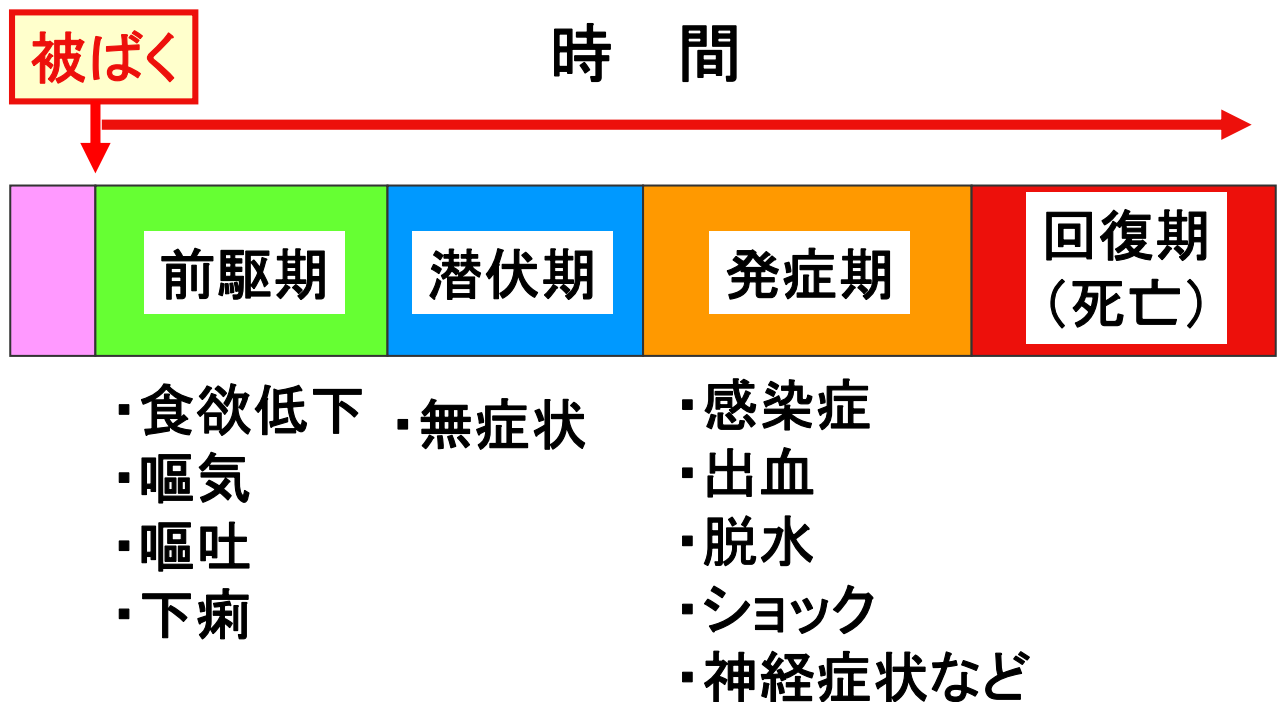 被ばく
時　間
前駆期
潜伏期
発症期
回復期
（死亡）
・食欲低下
・嘔気
・嘔吐
・下痢
・無症状
・感染症
・出血
・脱水
・ショック
・神経症状など